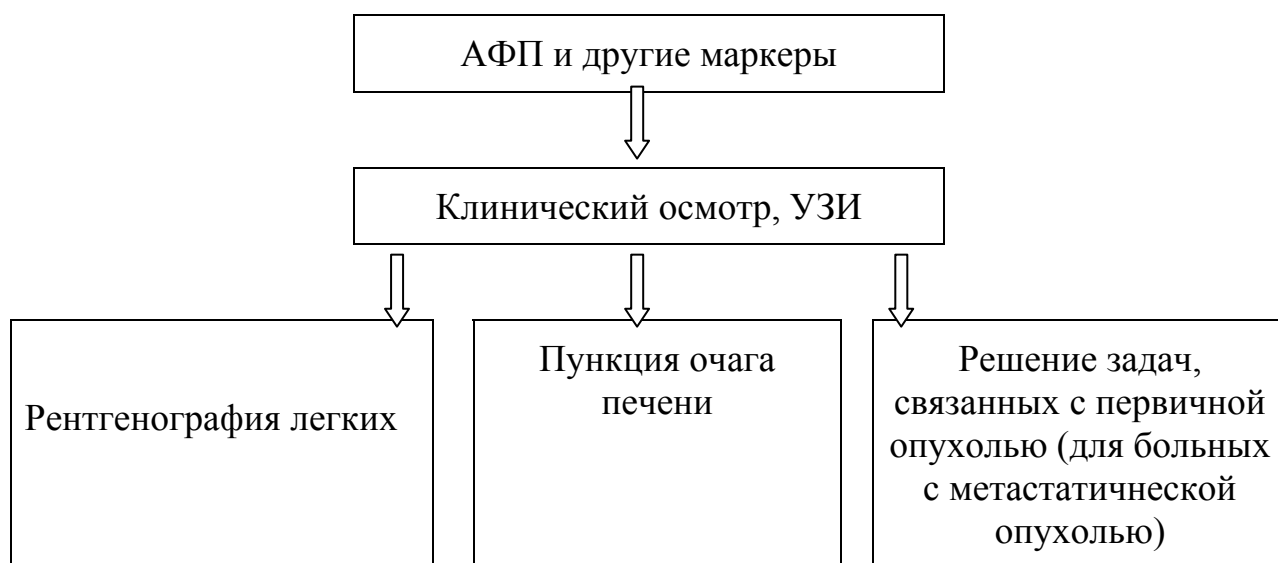 АФП и другие маркеры
Клинический осмотр, УЗИ
Рентгенография легких
Пункция очага
печени
Решение задач,
связанных с первичной
опухолью (для больных
с метастатичнеской
опухолью)